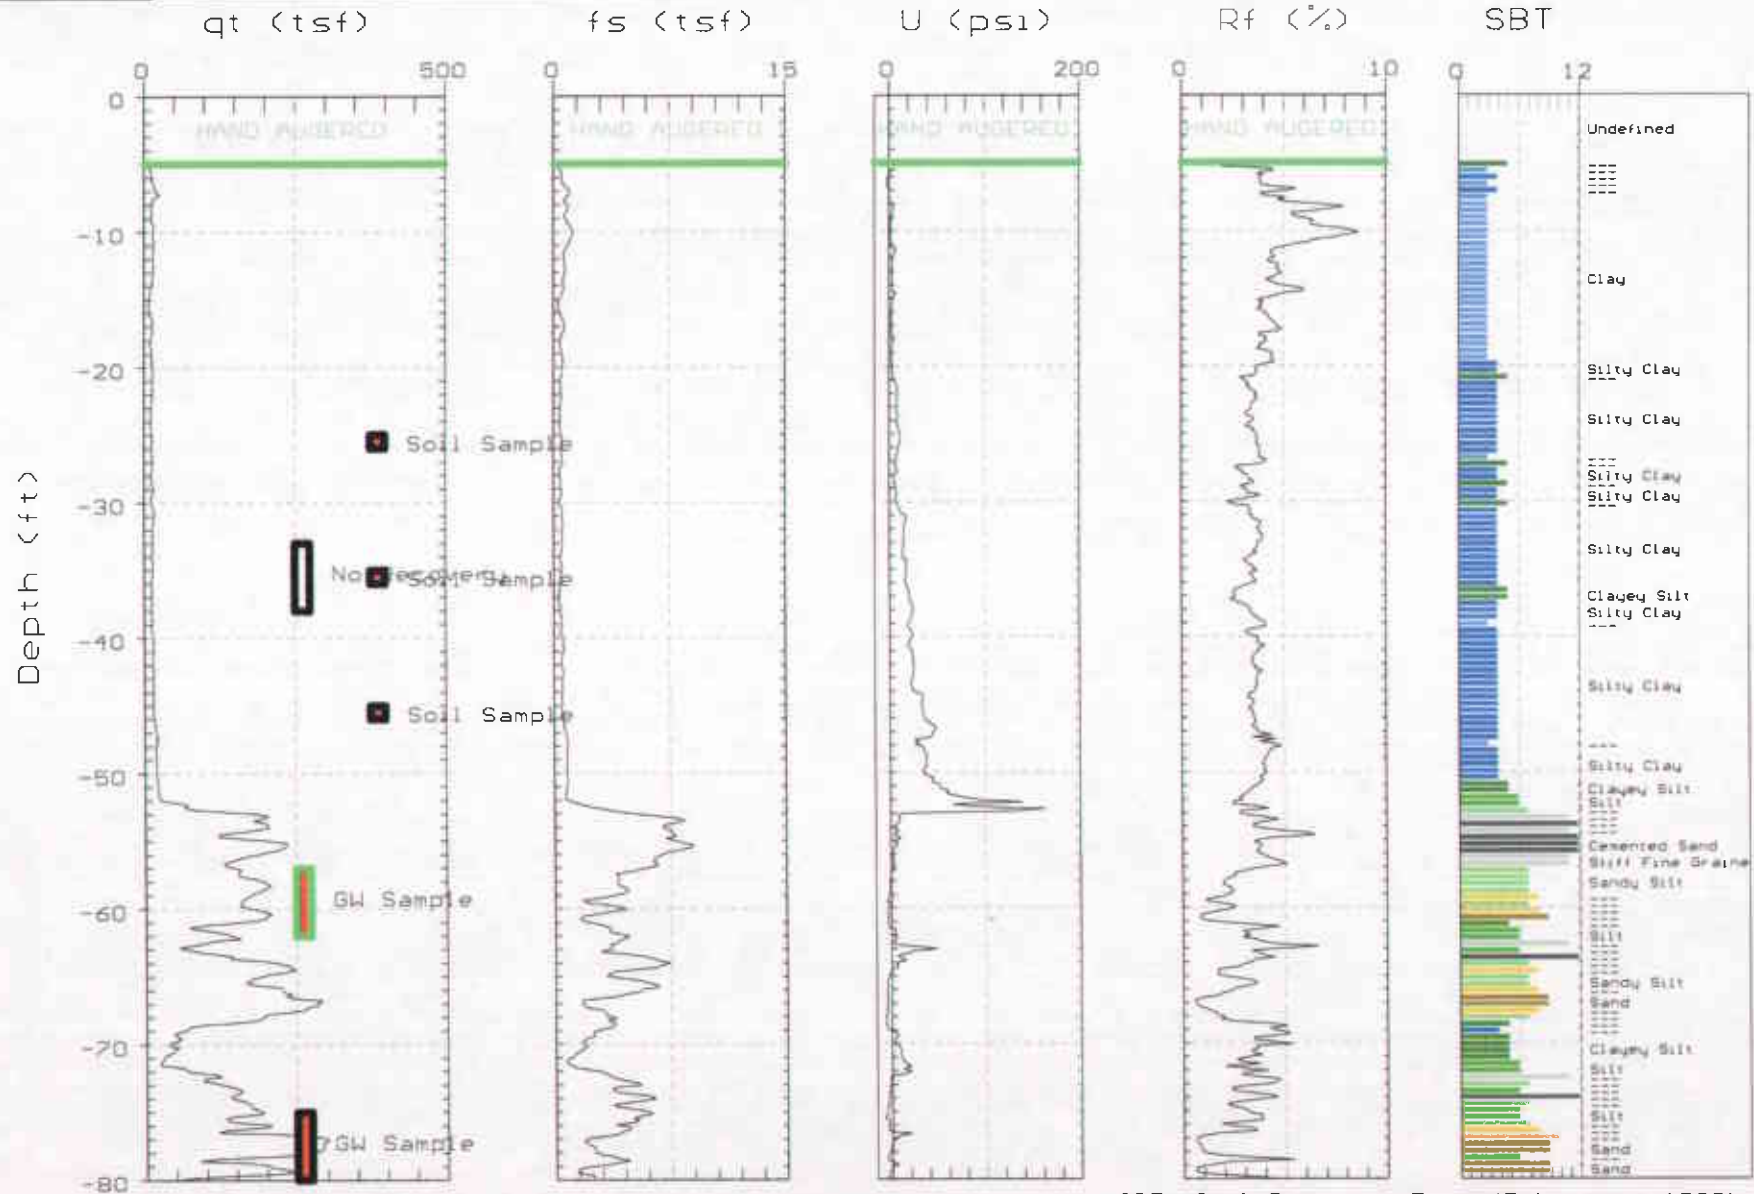 qt (tsf)
fs (tsf)
U (psi)
Rf (%)
SBT
0 500
0 15
0 200
0 10
0 12
Depth (ft)
0
-10
-20
-30
-40
-50
-60
-70
-80
HAND AUGERED
HAND AUGERED
HAND AUGERED
HAND AUGERED
Soil Sample
No Recovery
Soil Sample
Soil Sample
GW Sample
GW Sample
Undefined
Clay
Silty Clay
Silty Clay
Silty Clay
Silty Clay
Silty Clay
Clayey Silt
Silty Clay
Silty Clay
Silty Clay
Clayey Silt
Silt
Cemented Sand
Stiff Fine Graine
Sandy Silt
Silt
Sandy Silt
Sand
Clayey Silt
Silt
Silt
Sand
Sand